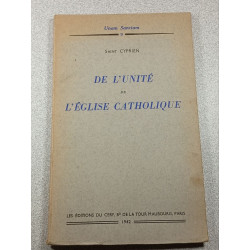 Unam Sanctam
9
SAINT CYPRIEN
DE L'UNITÉ
DE
L'ÉGLISE CATHOLIQUE
LES ÉDITIONS DU CERF, 29, Bd DE LA TOUR-MAUBOURG, PARIS
1942